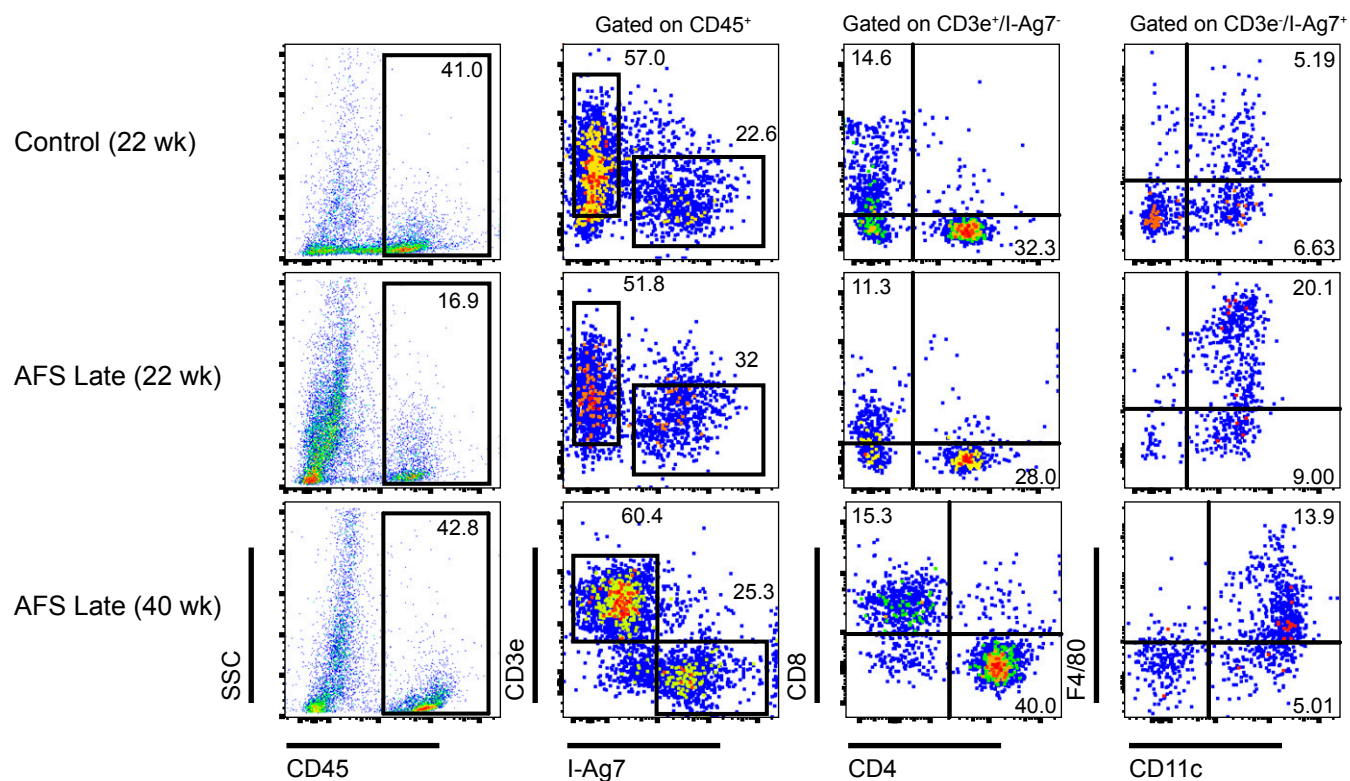 Gated on CD45⁺
Gated on CD3e⁺/I-Ag7⁻
Gated on CD3e⁻/I-Ag7⁺
Control (22 wk)
41.0
57.0
22.6
14.6
32.3
5.19
6.63
AFS Late (22 wk)
16.9
51.8
32
11.3
28.0
20.1
9.00
AFS Late (40 wk)
42.8
60.4
25.3
15.3
40.0
13.9
5.01
SSC
CD3e
CD8
F4/80
CD45
I-Ag7
CD4
CD11c